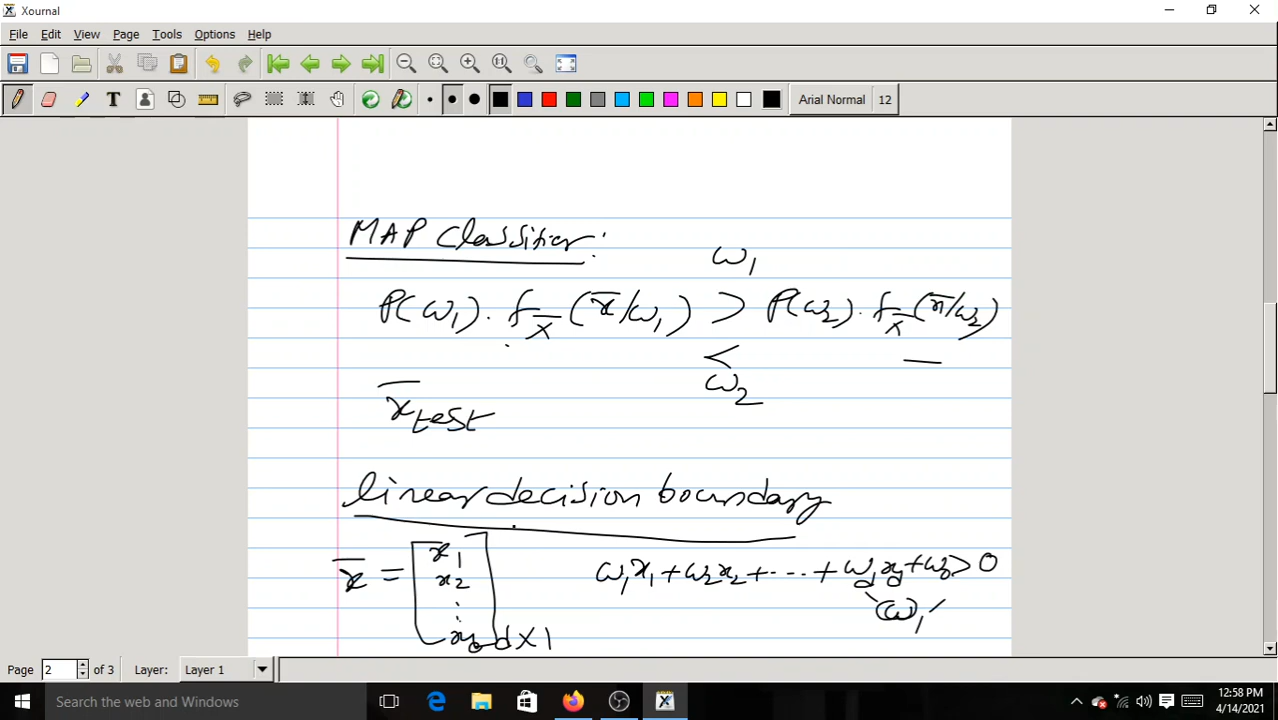 Xournal
File Edit View Page Tools Options Help
Arial Normal 12
MAP Classifier:
ω1
P(ω1). f_X̄ (x̄/ω1) > P(ω2). f_X̄ (x̄/ω2)
<
ω2
x̄test
linear decision boundary
x̄ = [x1 x2 ⋮ xd] d×1
ω1x1+ω2x2+...+ωdxd+ω0>0
(ω1
Page 2 of 3 Layer: Layer 1
Search the web and Windows
12:58 PM
4/14/2021